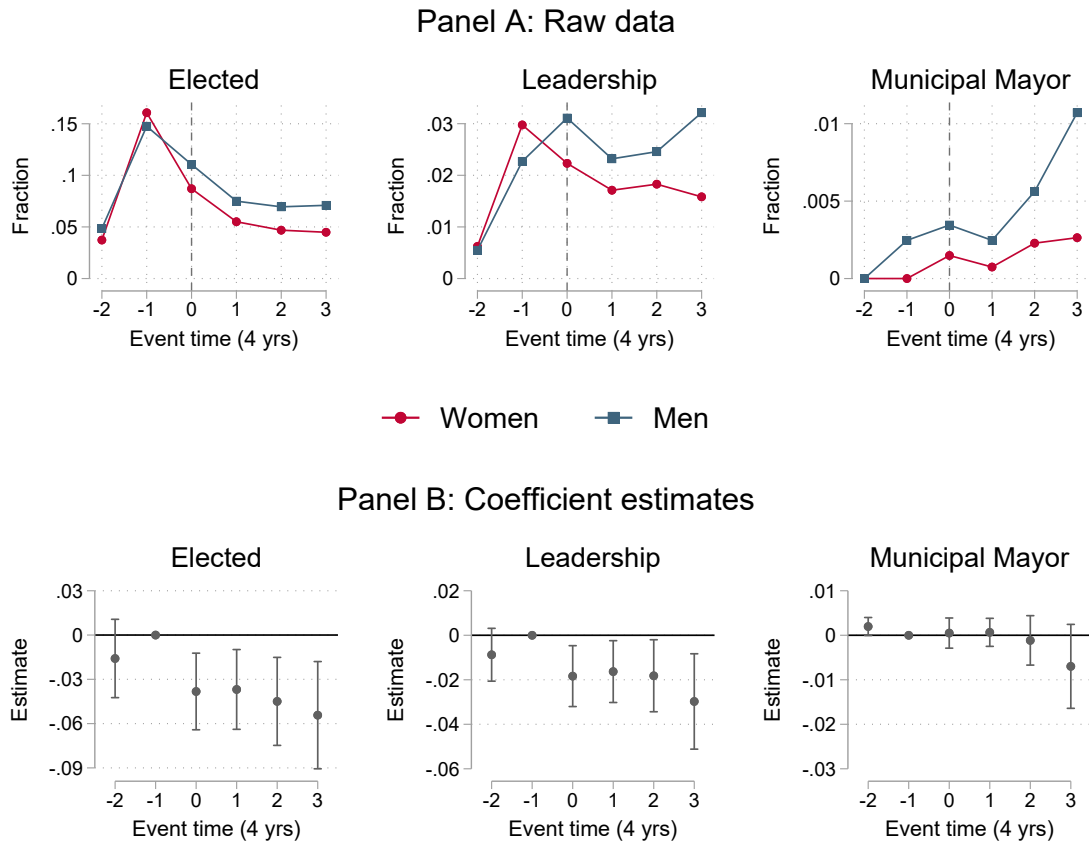 Panel A: Raw data
Elected
Leadership
Municipal Mayor
Fraction
.15
.1
.05
0
-2 -1 0 1 2 3
Event time (4 yrs)
Fraction
.03
.02
.01
0
-2 -1 0 1 2 3
Event time (4 yrs)
Fraction
.01
.005
0
-2 -1 0 1 2 3
Event time (4 yrs)
Women
Men
Panel B: Coefficient estimates
Elected
Leadership
Municipal Mayor
Estimate
.03
0
-.03
-.06
-.09
-2 -1 0 1 2 3
Event time (4 yrs)
Estimate
.02
0
-.02
-.04
-.06
-2 -1 0 1 2 3
Event time (4 yrs)
Estimate
.01
0
-.01
-.02
-.03
-2 -1 0 1 2 3
Event time (4 yrs)